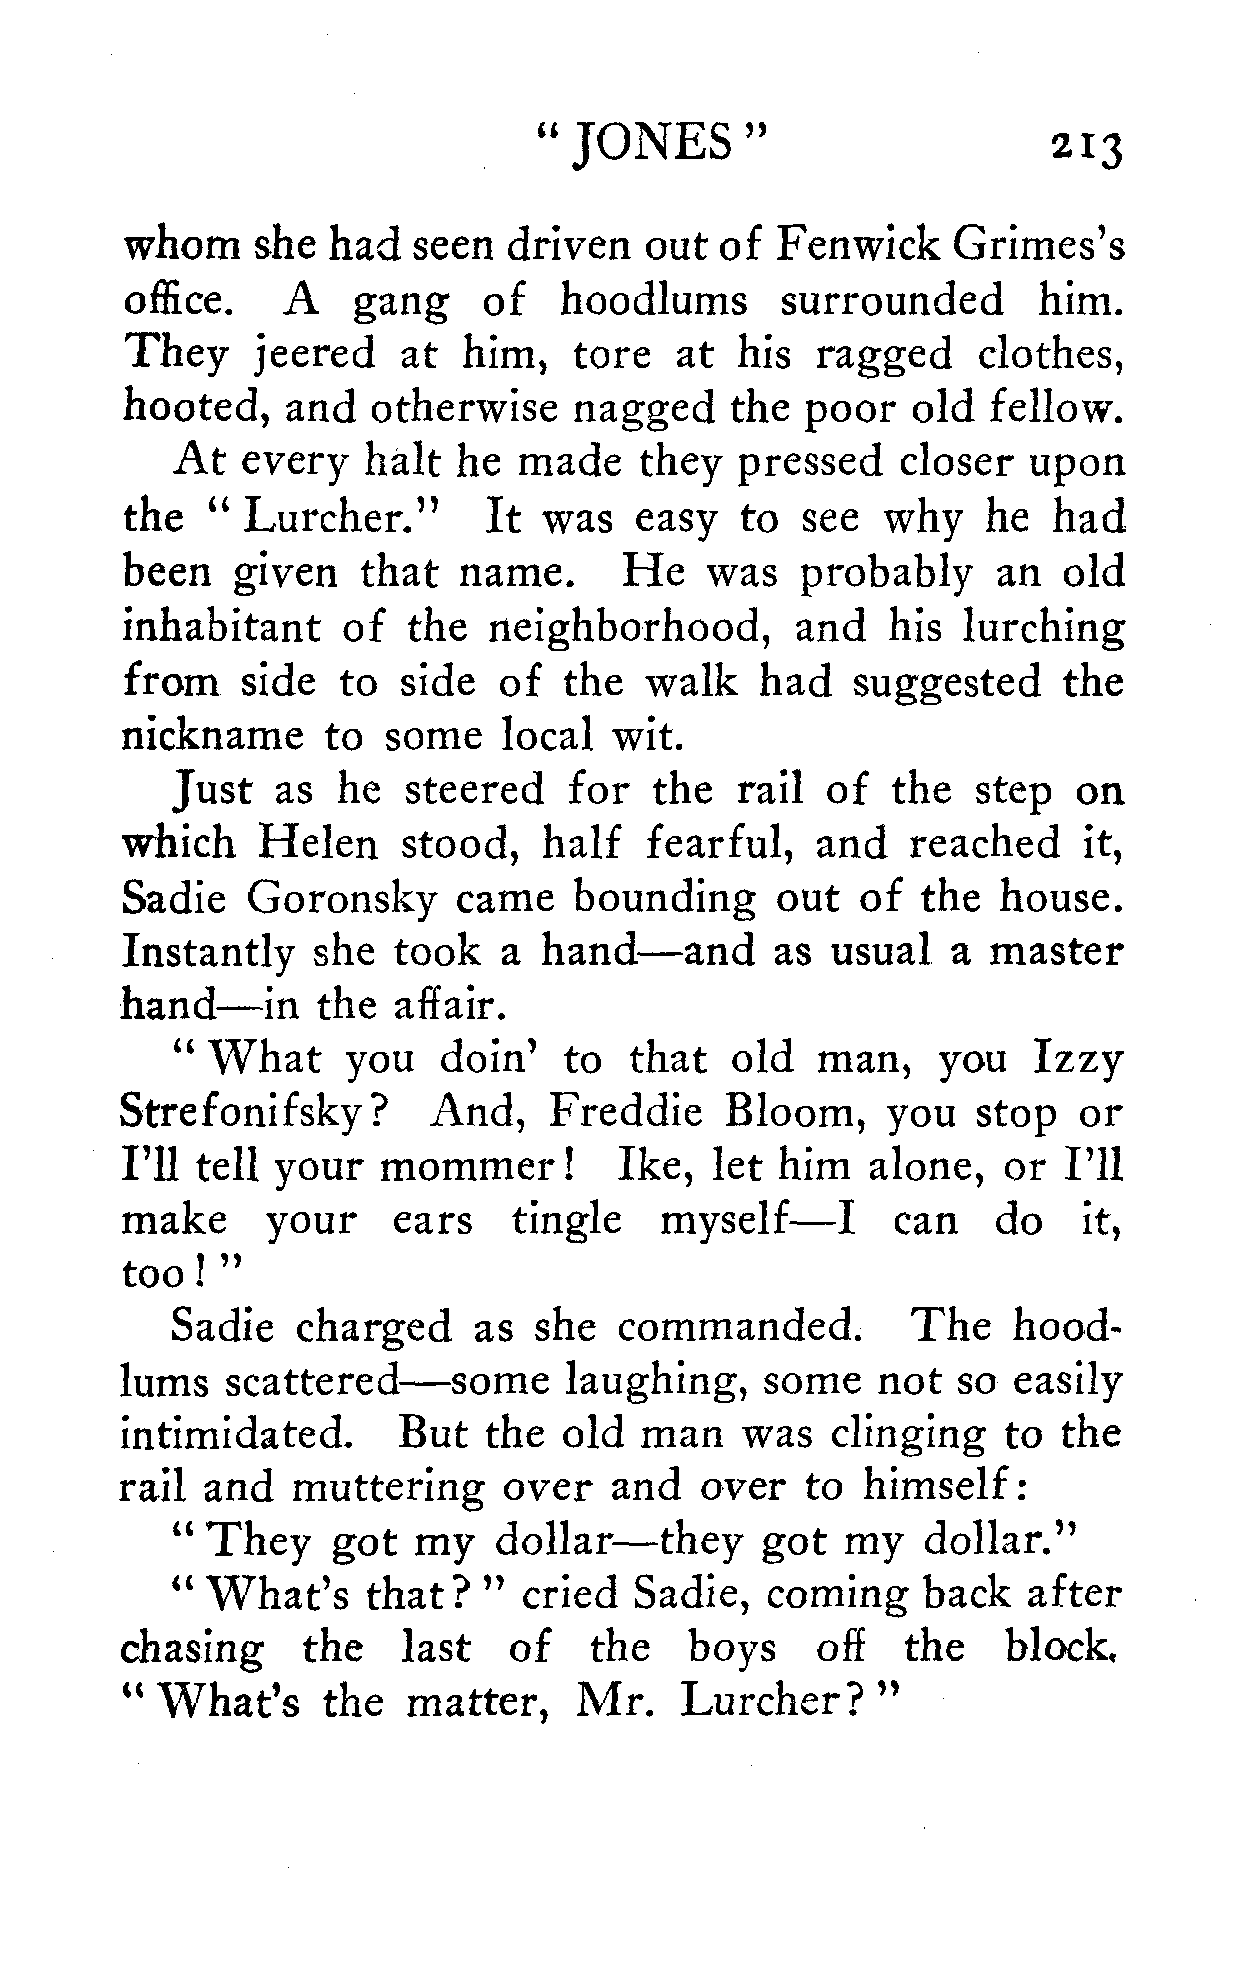 " JONES "
213
whom she had seen driven out of Fenwick Grimes's
office. A gang of hoodlums surrounded him.
They jeered at him, tore at his ragged clothes,
hooted, and otherwise nagged the poor old fellow.
At every halt he made they pressed closer upon
the " Lurcher." It was easy to see why he had
been given that name. He was probably an old
inhabitant of the neighborhood, and his lurching
from side to side of the walk had suggested the
nickname to some local wit.
Just as he steered for the rail of the step on
which Helen stood, half fearful, and reached it,
Sadie Goronsky came bounding out of the house.
Instantly she took a hand—and as usual a master
hand—in the affair.
" What you doin' to that old man, you Izzy
Strefonifsky? And, Freddie Bloom, you stop or
I'll tell your mommer! Ike, let him alone, or I'll
make your ears tingle myself—I can do it,
too! "
Sadie charged as she commanded. The hood-
lums scattered—some laughing, some not so easily
intimidated. But the old man was clinging to the
rail and muttering over and over to himself:
" They got my dollar—they got my dollar."
" What's that? " cried Sadie, coming back after
chasing the last of the boys off the block.
" What's the matter, Mr. Lurcher? "